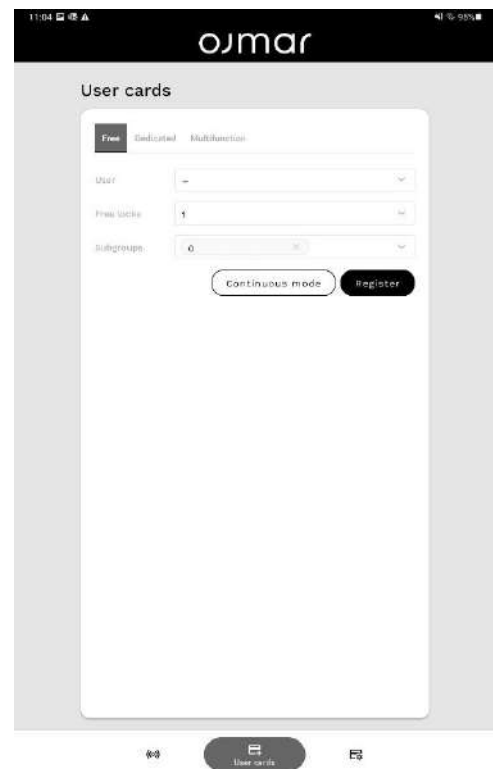 11:04 95%
ojmar
User cards
Free Dedicated Multifunction
User –
Free locks 1
Subgroups 0 ×
Continuous mode Register
User cards